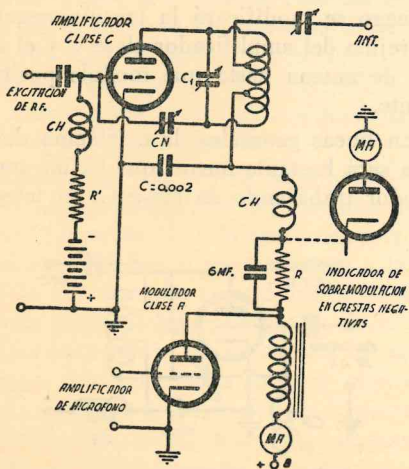 AMPLIFICADOR
CLASE C
ANT.
C₁
EXCITACION
DE R.F.
CN
CH
MA
C=0,002
CH
R'
6MF.
R
INDICADOR DE
SOBREMODULACION
EN CRESTAS NEGA-
TIVAS
MODULADOR
CLASE A
-
+
AMPLIFICADOR
DE MICROFONO
MA
+ B